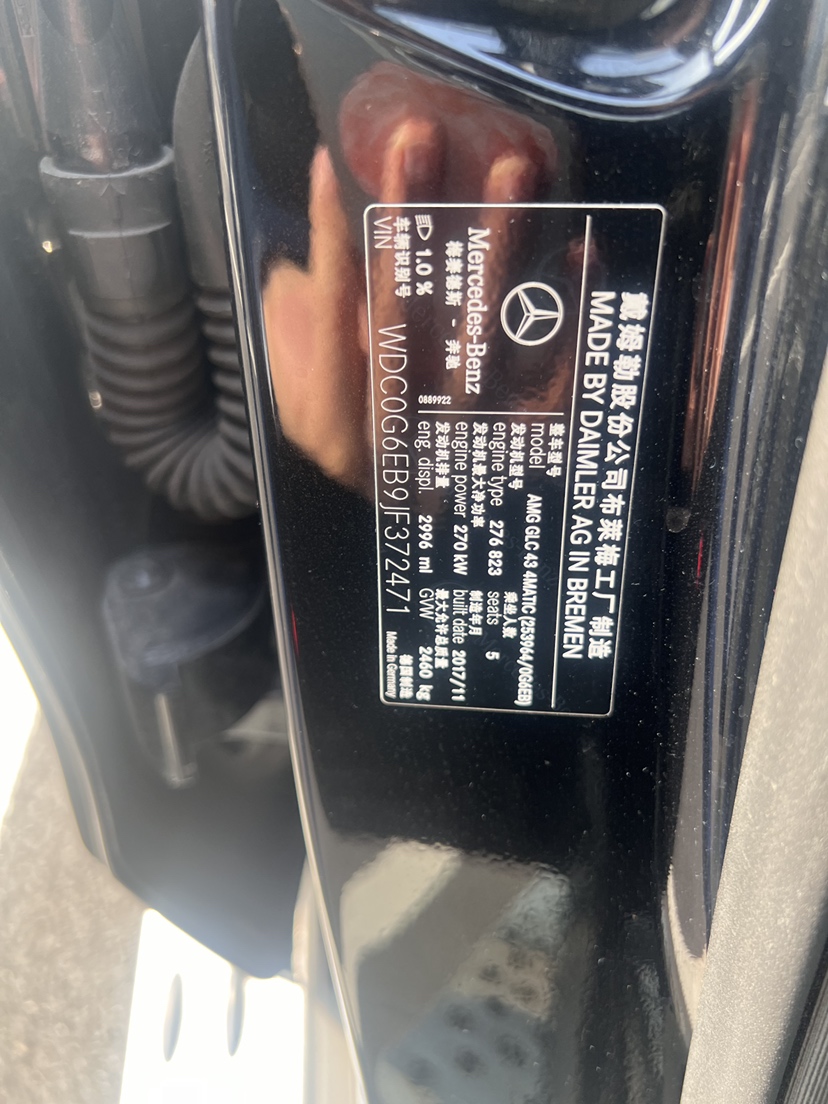 戴姆勒股份公司布莱梅工厂制造
MADE BY DAIMLER AG IN BREMEN
Mercedes-Benz
梅赛德斯 - 奔驰
1.0 %
0889922
整车型号
model AMG GLC 43 4MATIC (253964/0G6EB)
发动机型号 乘坐人数
engine type 276 823 seats 5
发动机最大净功率 制造年月
engine power 270 kW built date 2017/11
发动机排量 最大允许总质量
eng. displ. 2996 ml GVW 2460 kg
车辆识别号 德国制造
VIN WDC0G6EB9JF372471 Made in Germany